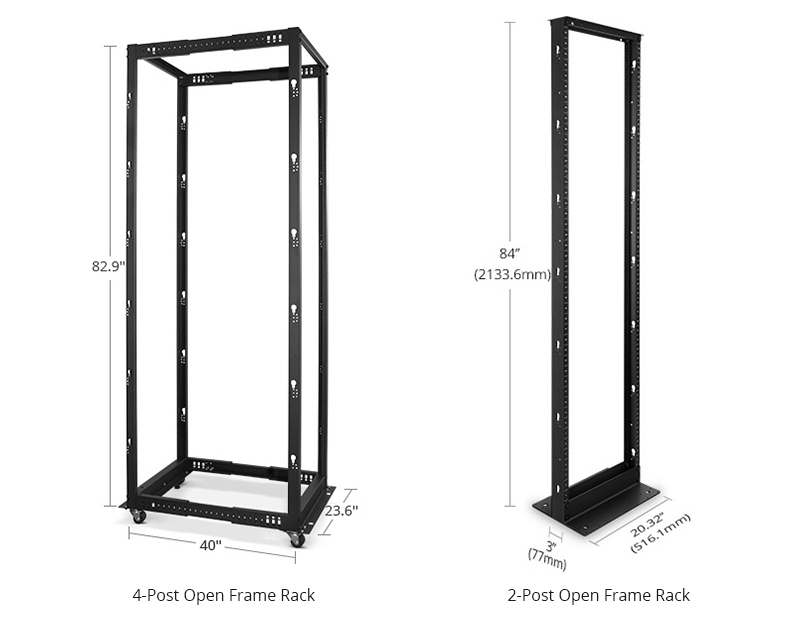 82.9"
23.6"
40"
4-Post Open Frame Rack
84”
(2133.6mm)
20.32”
(516.1mm)
3”
(77mm)
2-Post Open Frame Rack